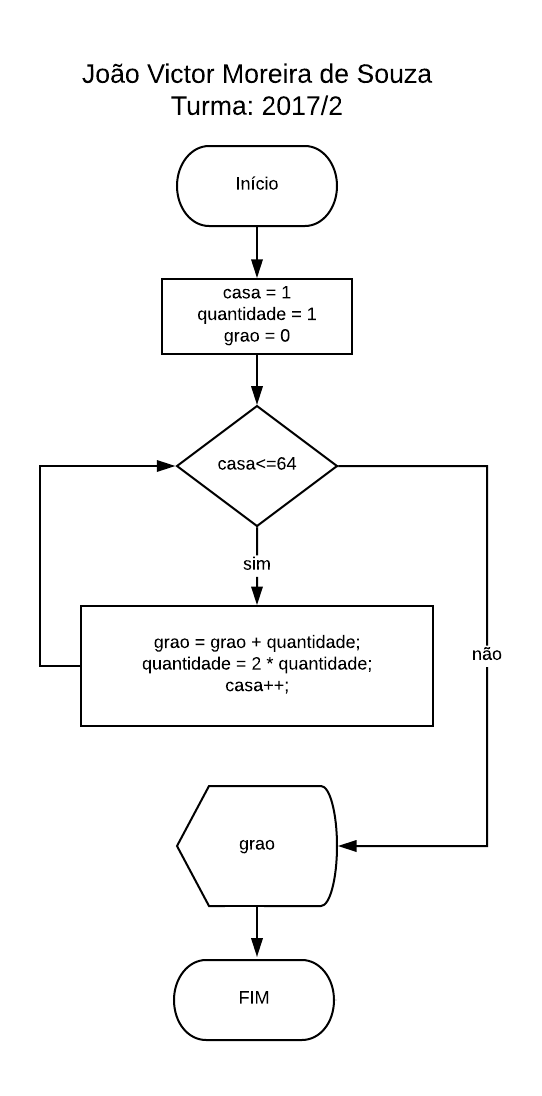 João Victor Moreira de Souza
Turma: 2017/2
Início
casa = 1
quantidade = 1
grao = 0
casa<=64
sim
grao = grao + quantidade;
quantidade = 2 * quantidade;
casa++;
não
grao
FIM